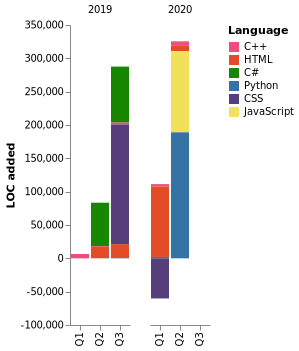 2019 2020
Language
C++
HTML
C#
Python
CSS
JavaScript
LOC added
350,000
300,000
250,000
200,000
150,000
100,000
50,000
0
-50,000
-100,000
Q1 Q2 Q3 Q1 Q2 Q3